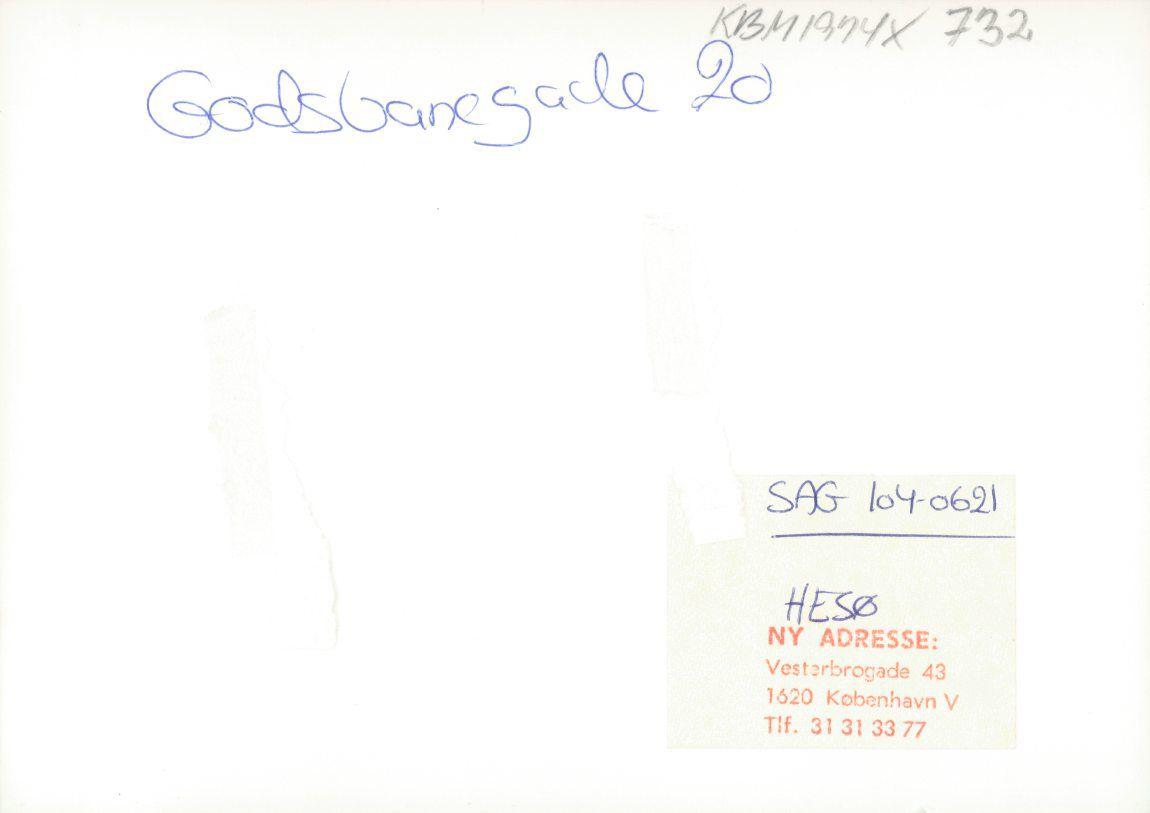 KBM1974X 732
Godsbanegade 20
SAG 104-0621
HESØ
NY ADRESSE:
Vesterbrogade 43
1620 København V
Tlf. 31 31 33 77